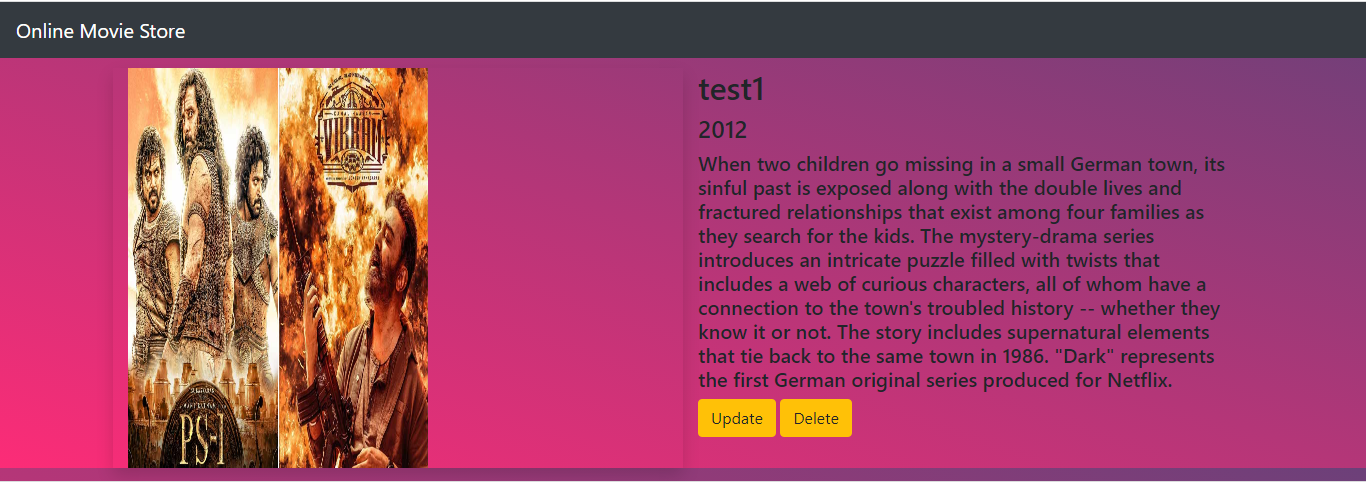 Online Movie Store
VIKRAM
PS-1
test1
2012
When two children go missing in a small German town, its
sinful past is exposed along with the double lives and
fractured relationships that exist among four families as
they search for the kids. The mystery-drama series
introduces an intricate puzzle filled with twists that
includes a web of curious characters, all of whom have a
connection to the town's troubled history -- whether they
know it or not. The story includes supernatural elements
that tie back to the same town in 1986. "Dark" represents
the first German original series produced for Netflix.
Update Delete